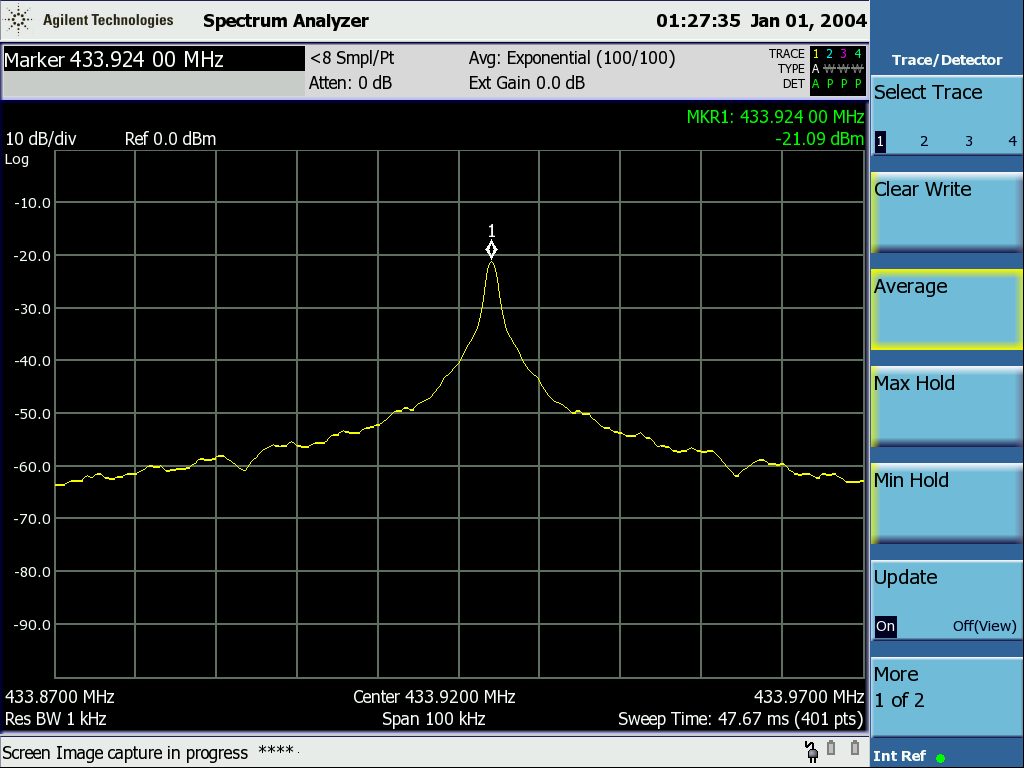 Agilent Technologies Spectrum Analyzer 01:27:35 Jan 01, 2004
Marker 433.924 00 MHz <8 Smpl/Pt Avg: Exponential (100/100) TRACE 1 2 3 4
TYPE A W W W
Atten: 0 dB Ext Gain 0.0 dB DET A P P P
MKR1: 433.924 00 MHz
10 dB/div Ref 0.0 dBm -21.09 dBm
Log
-10.0
1
-20.0
-30.0
-40.0
-50.0
-60.0
-70.0
-80.0
-90.0
433.8700 MHz Center 433.9200 MHz 433.9700 MHz
Res BW 1 kHz Span 100 kHz Sweep Time: 47.67 ms (401 pts)
Screen Image capture in progress ****.
Trace/Detector
Select Trace
1 2 3 4
Clear Write
Average
Max Hold
Min Hold
Update
On Off(View)
More
1 of 2
Int Ref